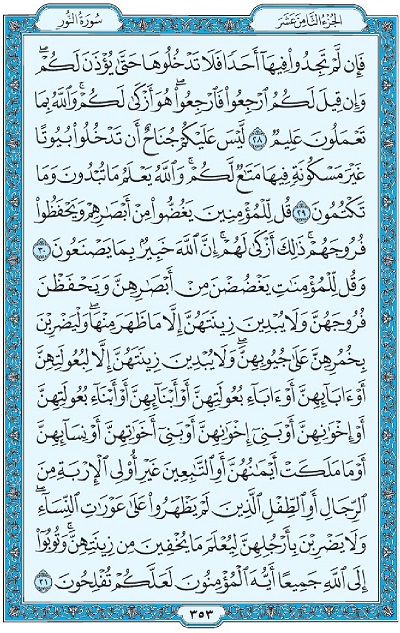 الجزء الثامن عشر
سورة النور
فَإِن لَّمْ تَجِدُوا۟ فِيهَآ أَحَدًا فَلَا تَدْخُلُوهَا حَتَّىٰ يُؤْذَنَ لَكُمْ ۖ
وَإِن قِيلَ لَكُمُ ٱرْجِعُوا۟ فَٱرْجِعُوا۟ ۖ هُوَ أَزْكَىٰ لَكُمْ ۚ وَٱللَّهُ بِمَا
تَعْمَلُونَ عَلِيمٌ ٢٨ لَّيْسَ عَلَيْكُمْ جُنَاحٌ أَن تَدْخُلُوا۟ بُيُوتًا
غَيْرَ مَسْكُونَةٍ فِيهَا مَتَـٰعٌ لَّكُمْ ۚ وَٱللَّهُ يَعْلَمُ مَا تُبْدُونَ وَمَا
تَكْتُمُونَ ٢٩ قُل لِّلْمُؤْمِنِينَ يَغُضُّوا۟ مِنْ أَبْصَـٰرِهِمْ وَيَحْفَظُوا۟
فُرُوجَهُمْ ۚ ذَٰلِكَ أَزْكَىٰ لَهُمْ ۗ إِنَّ ٱللَّهَ خَبِيرٌۢ بِمَا يَصْنَعُونَ ٣٠
وَقُل لِّلْمُؤْمِنَـٰتِ يَغْضُضْنَ مِنْ أَبْصَـٰرِهِنَّ وَيَحْفَظْنَ
فُرُوجَهُنَّ وَلَا يُبْدِينَ زِينَتَهُنَّ إِلَّا مَا ظَهَرَ مِنْهَا ۖ وَلْيَضْرِبْنَ
بِخُمُرِهِنَّ عَلَىٰ جُيُوبِهِنَّ ۖ وَلَا يُبْدِينَ زِينَتَهُنَّ إِلَّا لِبُعُولَتِهِنَّ
أَوْ ءَابَآئِهِنَّ أَوْ ءَابَآءِ بُعُولَتِهِنَّ أَوْ أَبْنَآئِهِنَّ أَوْ أَبْنَآءِ بُعُولَتِهِنَّ
أَوْ إِخْوَٰنِهِنَّ أَوْ بَنِىٓ إِخْوَٰنِهِنَّ أَوْ بَنِىٓ أَخَوَٰتِهِنَّ أَوْ نِسَآئِهِنَّ
أَوْ مَا مَلَكَتْ أَيْمَـٰنُهُنَّ أَوِ ٱلتَّـٰبِعِينَ غَيْرِ أُو۟لِى ٱلْإِرْبَةِ مِنَ
ٱلرِّجَالِ أَوِ ٱلطِّفْلِ ٱلَّذِينَ لَمْ يَظْهَرُوا۟ عَلَىٰ عَوْرَٰتِ ٱلنِّسَآءِ ۖ
وَلَا يَضْرِبْنَ بِأَرْجُلِهِنَّ لِيُعْلَمَ مَا يُخْفِينَ مِن زِينَتِهِنَّ ۚ وَتُوبُوٓا۟
إِلَى ٱللَّهِ جَمِيعًا أَيُّهَ ٱلْمُؤْمِنُونَ لَعَلَّكُمْ تُفْلِحُونَ ٣١
٣٥٣